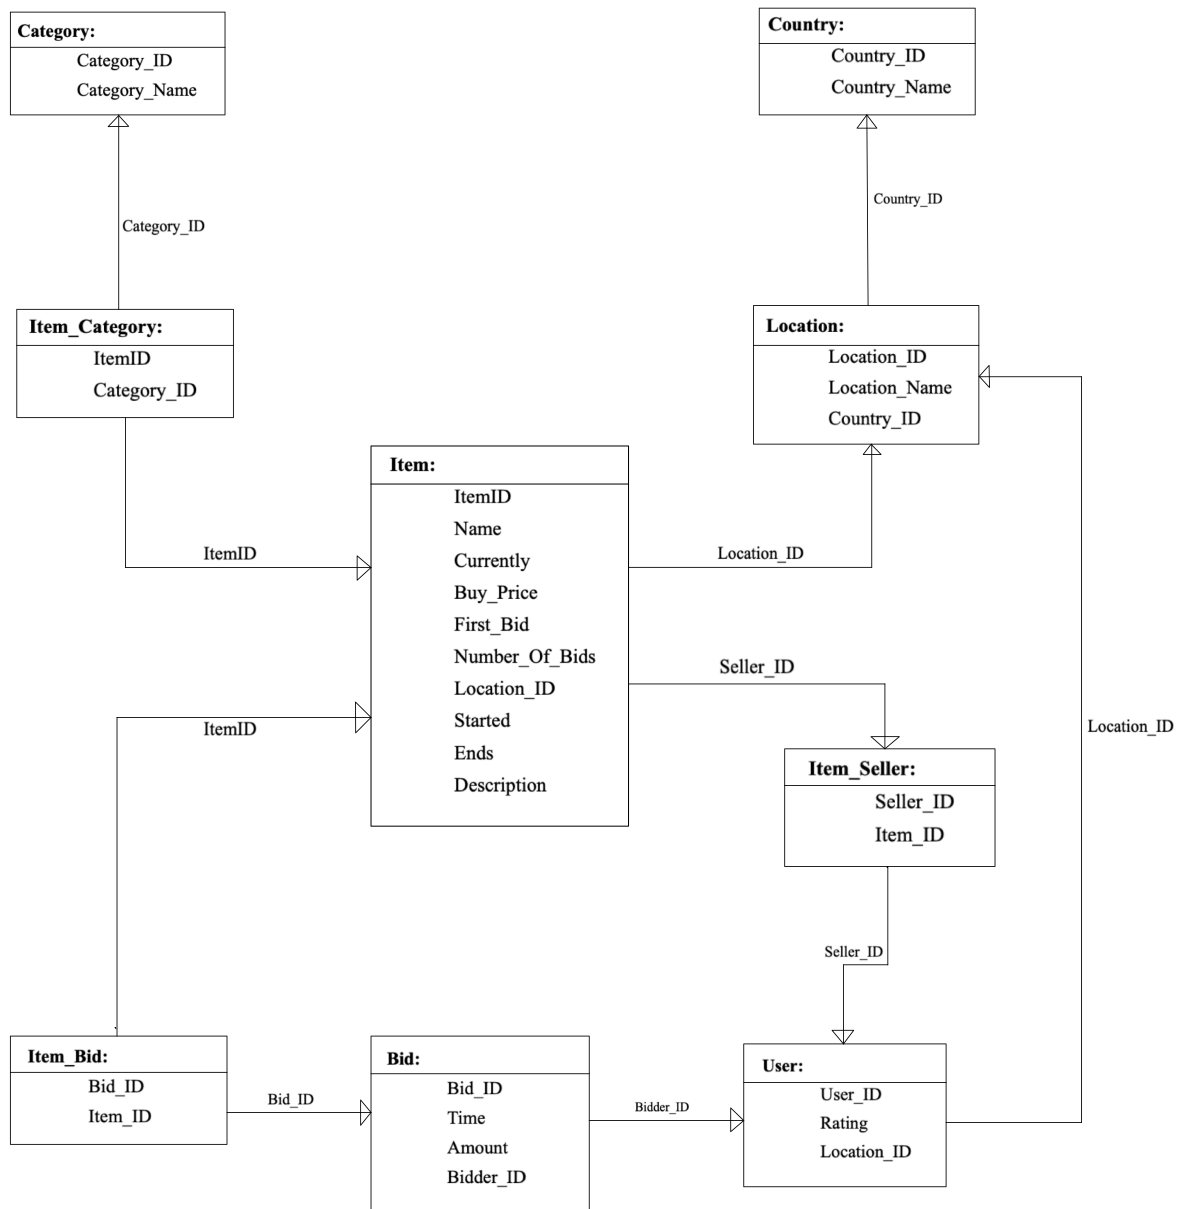 Category:
Category_ID
Category_Name
Country:
Country_ID
Country_Name
Category_ID
Country_ID
Item_Category:
ItemID
Category_ID
Location:
Location_ID
Location_Name
Country_ID
Item:
ItemID
Name
Currently
Buy_Price
First_Bid
Number_Of_Bids
Location_ID
Started
Ends
Description
ItemID
Location_ID
Seller_ID
ItemID
Location_ID
Item_Seller:
Seller_ID
Item_ID
Seller_ID
Item_Bid:
Bid_ID
Item_ID
Bid_ID
Bid:
Bid_ID
Time
Amount
Bidder_ID
Bidder_ID
User:
User_ID
Rating
Location_ID